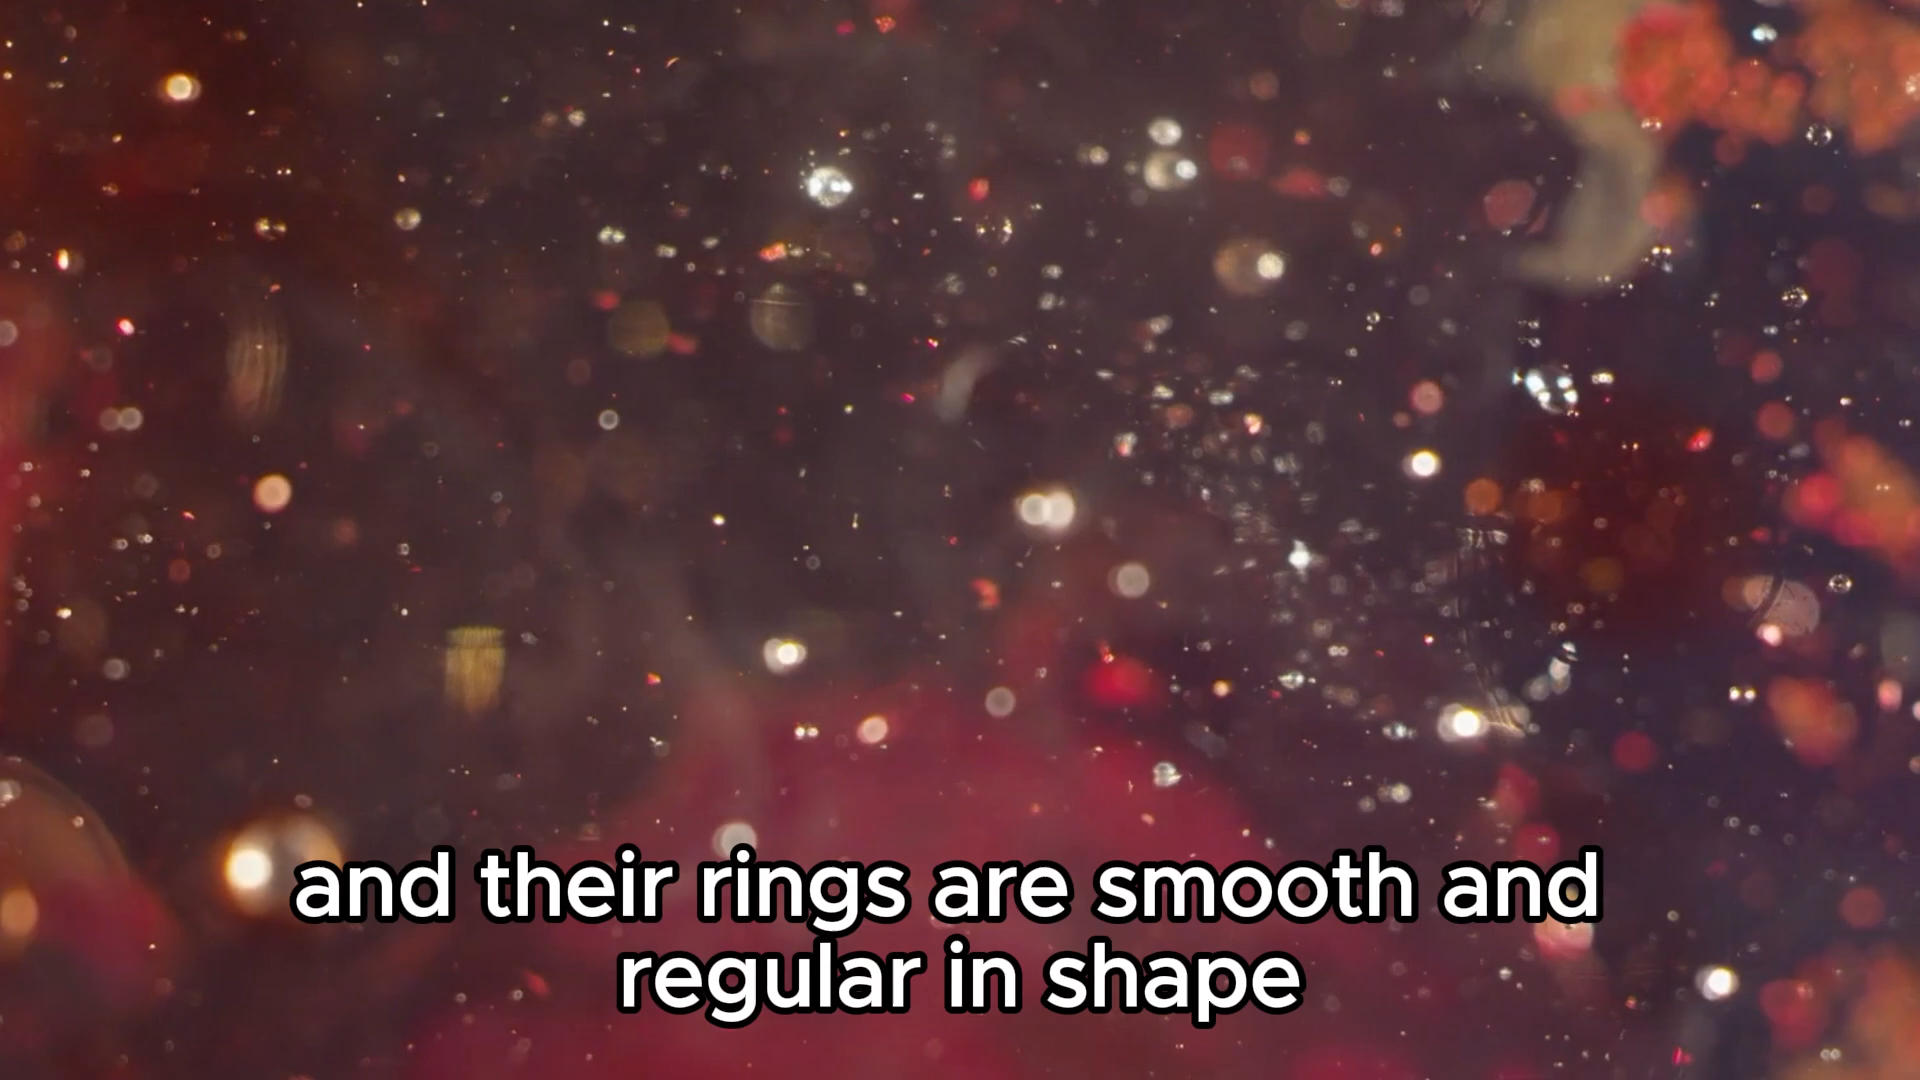 and their rings are smooth and
regular in shape